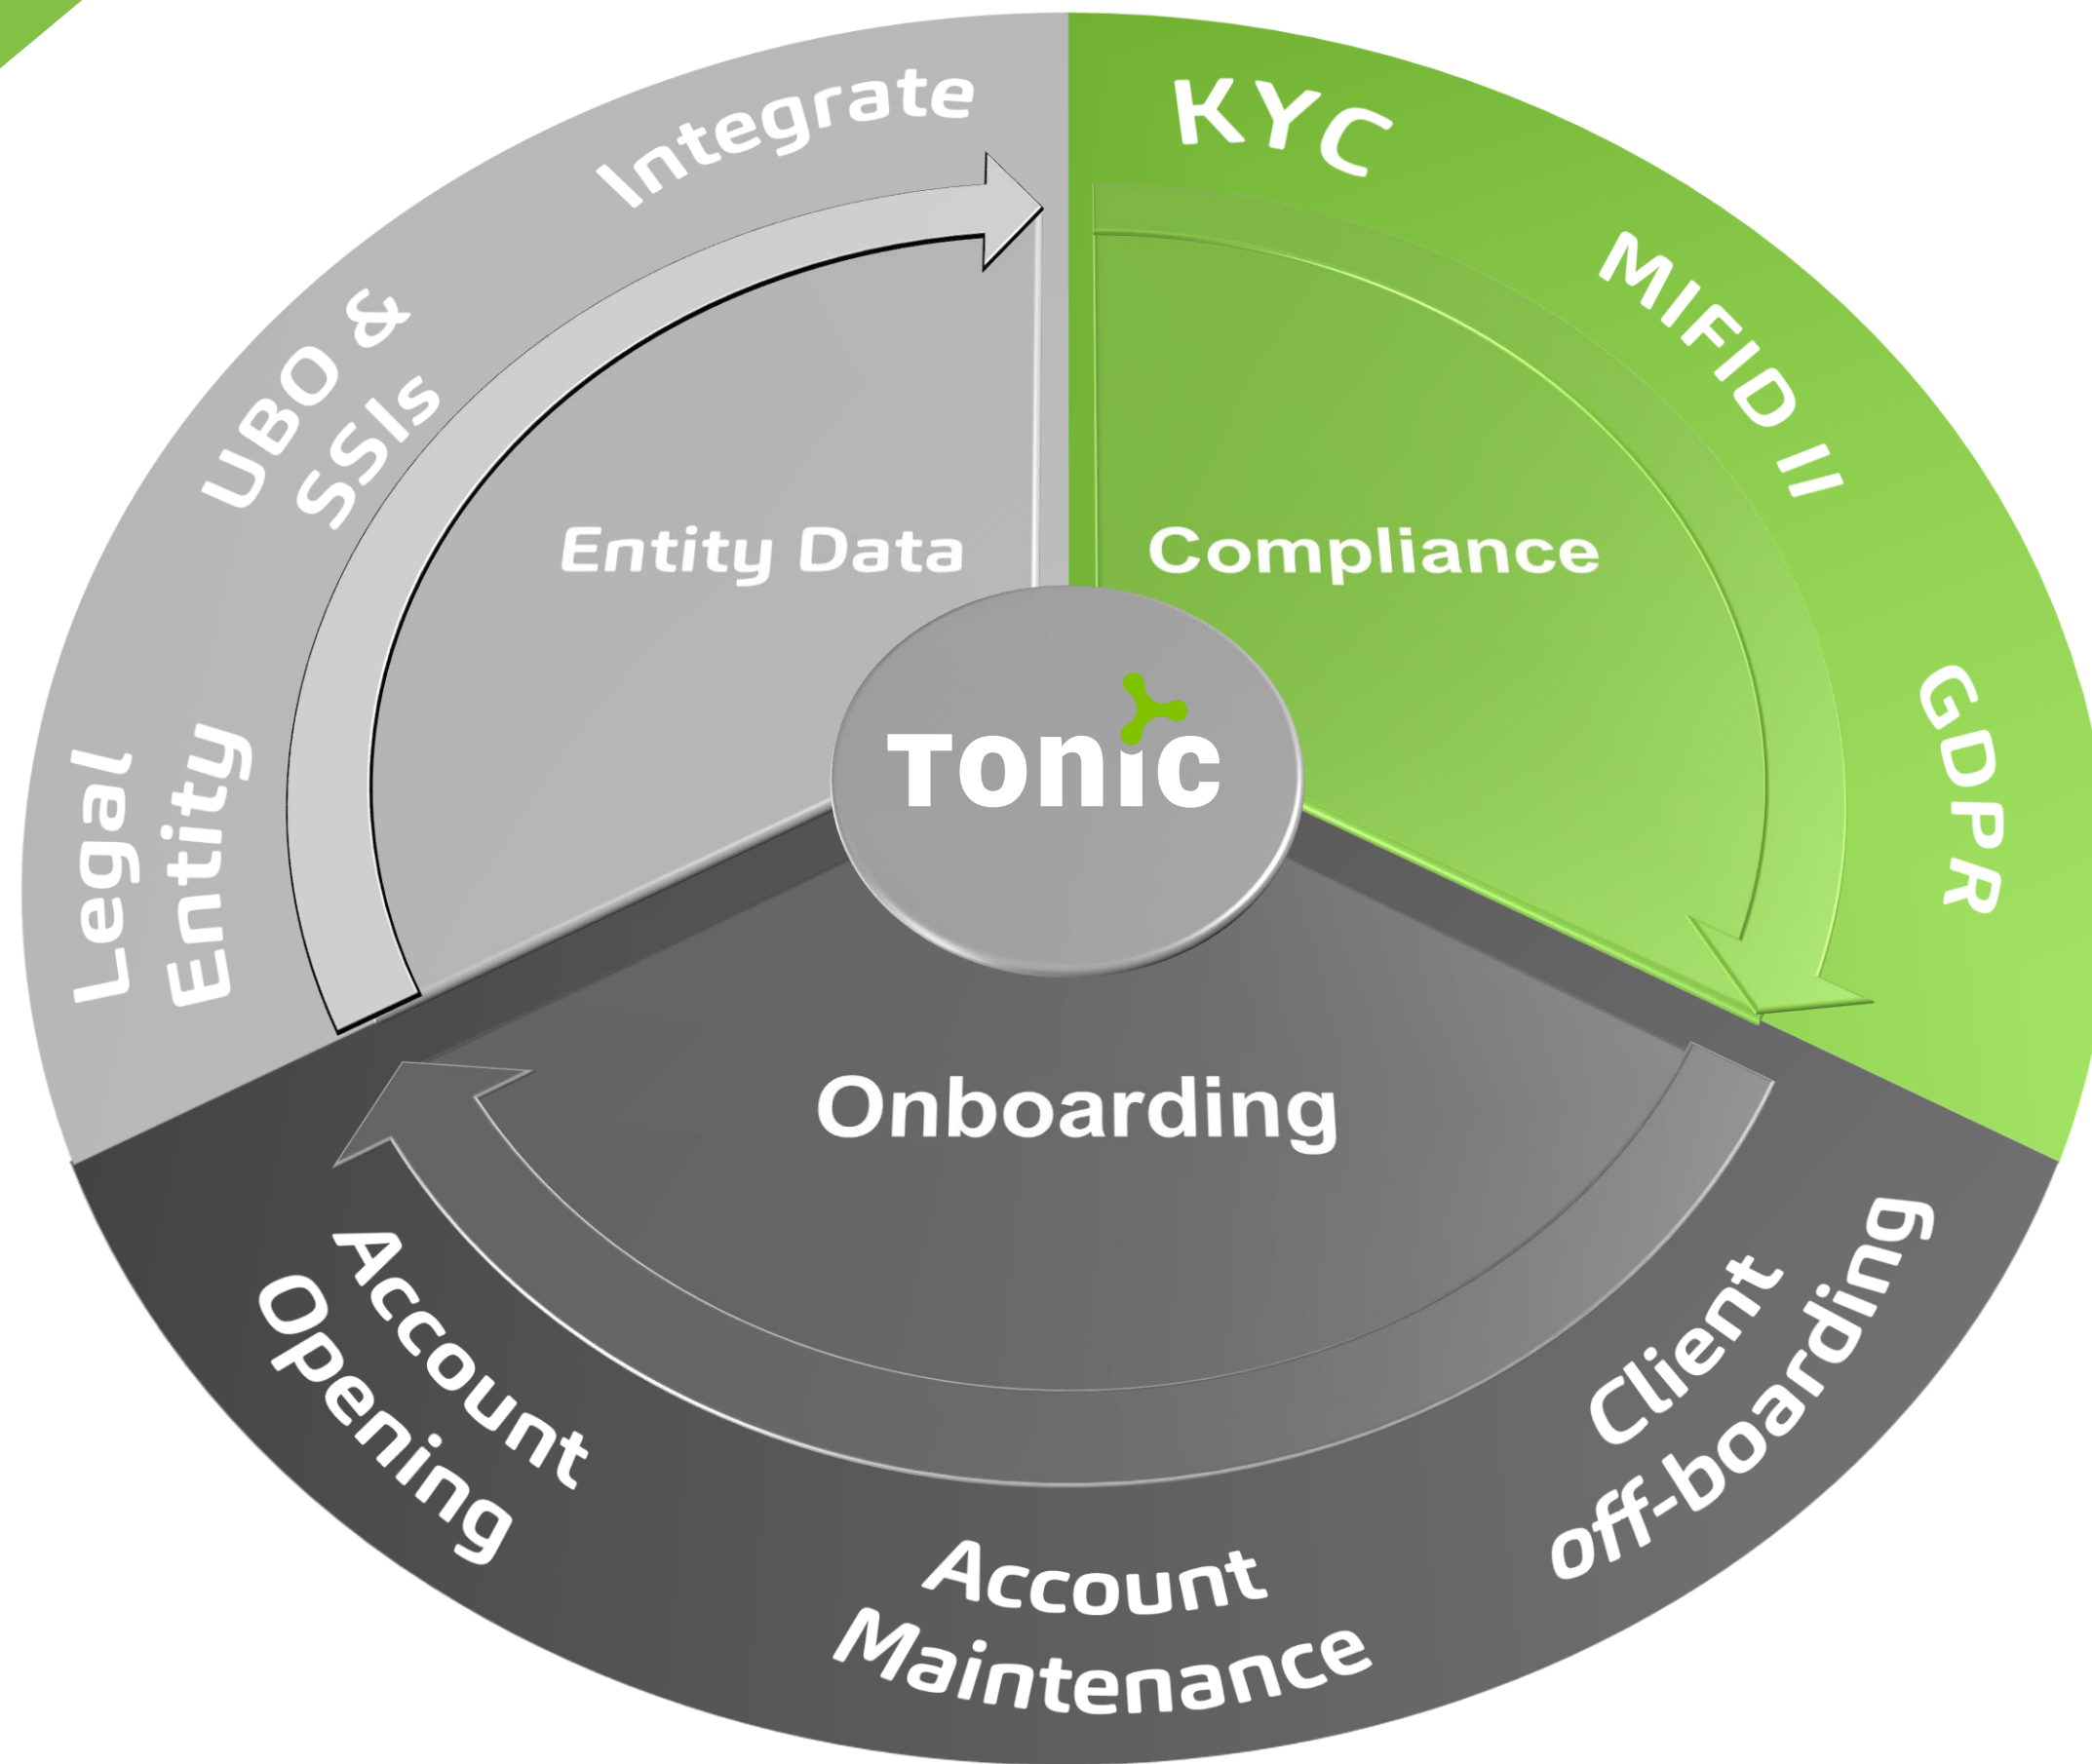 Integrate
KYC
UBO &
SSIs
MIFID II
Entity Data
Compliance
Legal
Entity
GDPR
Tonic
Onboarding
Account
Opening
Account
Maintenance
Client
off-boarding